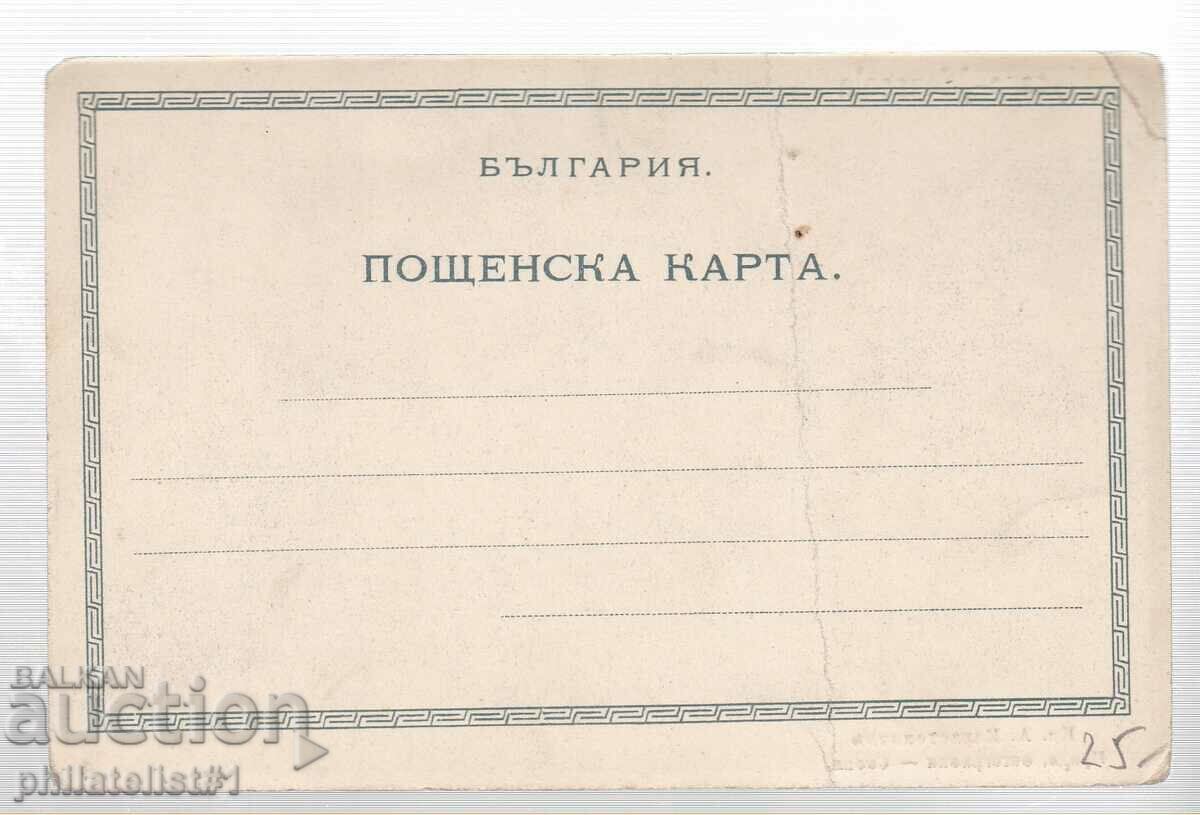 БЪЛГАРИЯ.
ПОЩЕНСКА КАРТА.
25.
BALKAN
auction
philatelist#1